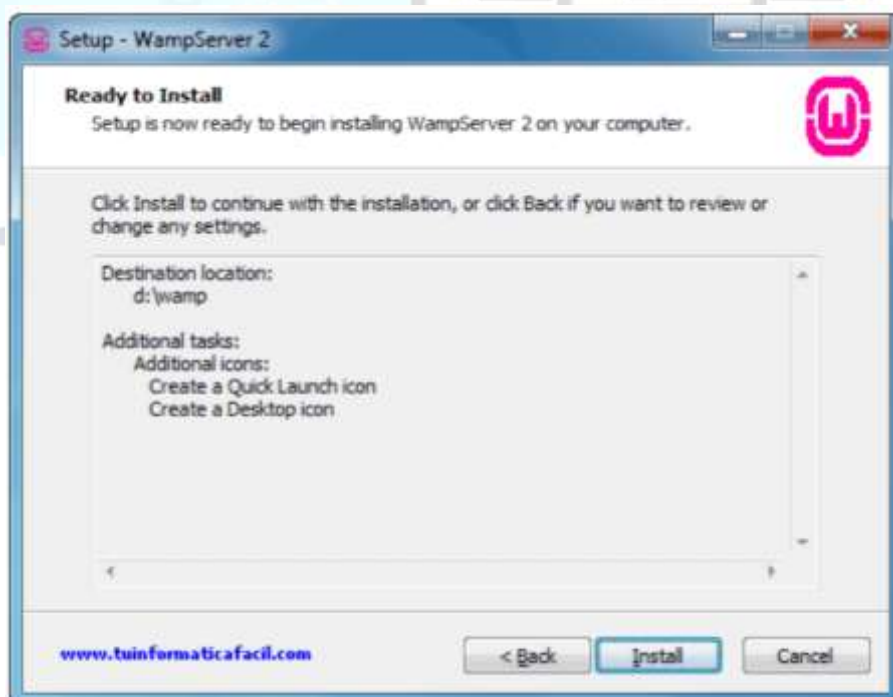 Setup - WampServer 2
Ready to Install
Setup is now ready to begin installing WampServer 2 on your computer.
Click Install to continue with the installation, or click Back if you want to review or
change any settings.
Destination location:
d:\wamp
Additional tasks:
Additional icons:
Create a Quick Launch icon
Create a Desktop icon
www.tuinformaticafacil.com
< Back
Install
Cancel